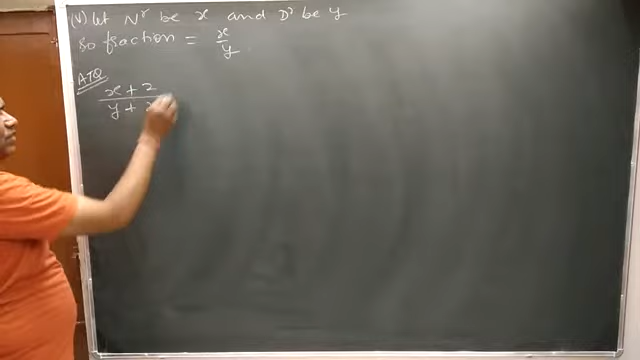 (v) Let Nʳ be x and Dʳ be y
So fraction = x/y
ATQ
x + 2
y +